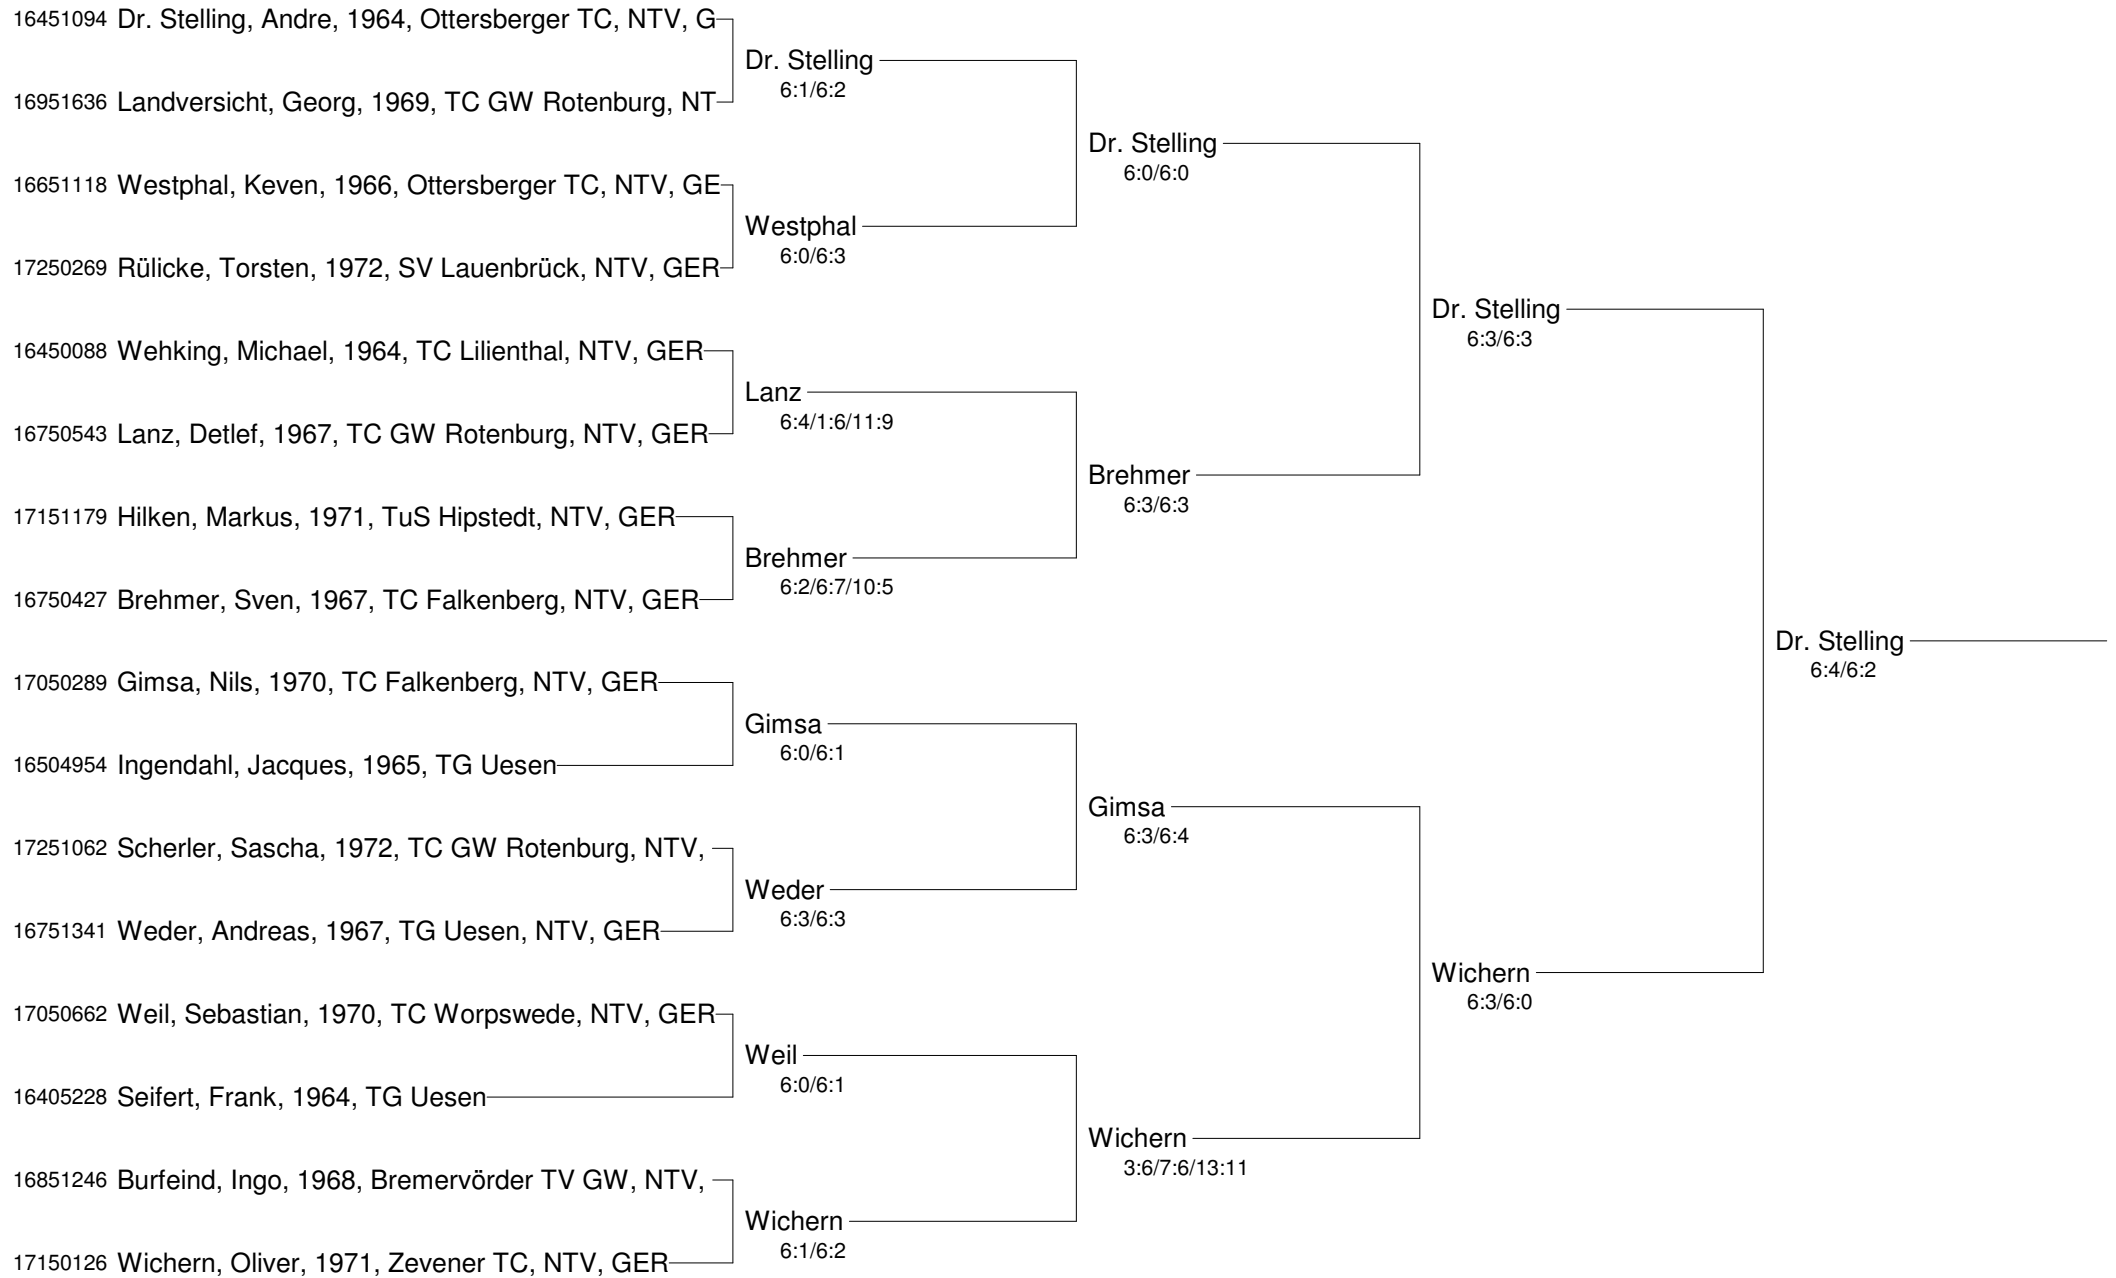 16451094 Dr. Stelling, Andre, 1964, Ottersberger TC, NTV, G
Dr. Stelling
6:1/6:2
16951636 Landversicht, Georg, 1969, TC GW Rotenburg, NT
Dr. Stelling
6:0/6:0
16651118 Westphal, Keven, 1966, Ottersberger TC, NTV, GE
Westphal
6:0/6:3
17250269 Rülicke, Torsten, 1972, SV Lauenbrück, NTV, GER
Dr. Stelling
6:3/6:3
16450088 Wehking, Michael, 1964, TC Lilienthal, NTV, GER
Lanz
6:4/1:6/11:9
16750543 Lanz, Detlef, 1967, TC GW Rotenburg, NTV, GER
Brehmer
6:3/6:3
17151179 Hilken, Markus, 1971, TuS Hipstedt, NTV, GER
Brehmer
6:2/6:7/10:5
16750427 Brehmer, Sven, 1967, TC Falkenberg, NTV, GER
Dr. Stelling
6:4/6:2
17050289 Gimsa, Nils, 1970, TC Falkenberg, NTV, GER
Gimsa
6:0/6:1
16504954 Ingendahl, Jacques, 1965, TG Uesen
Gimsa
6:3/6:4
17251062 Scherler, Sascha, 1972, TC GW Rotenburg, NTV,
Weder
6:3/6:3
16751341 Weder, Andreas, 1967, TG Uesen, NTV, GER
Wichern
6:3/6:0
17050662 Weil, Sebastian, 1970, TC Worpswede, NTV, GER
Weil
6:0/6:1
16405228 Seifert, Frank, 1964, TG Uesen
Wichern
3:6/7:6/13:11
16851246 Burfeind, Ingo, 1968, Bremervörder TV GW, NTV,
Wichern
6:1/6:2
17150126 Wichern, Oliver, 1971, Zevener TC, NTV, GER